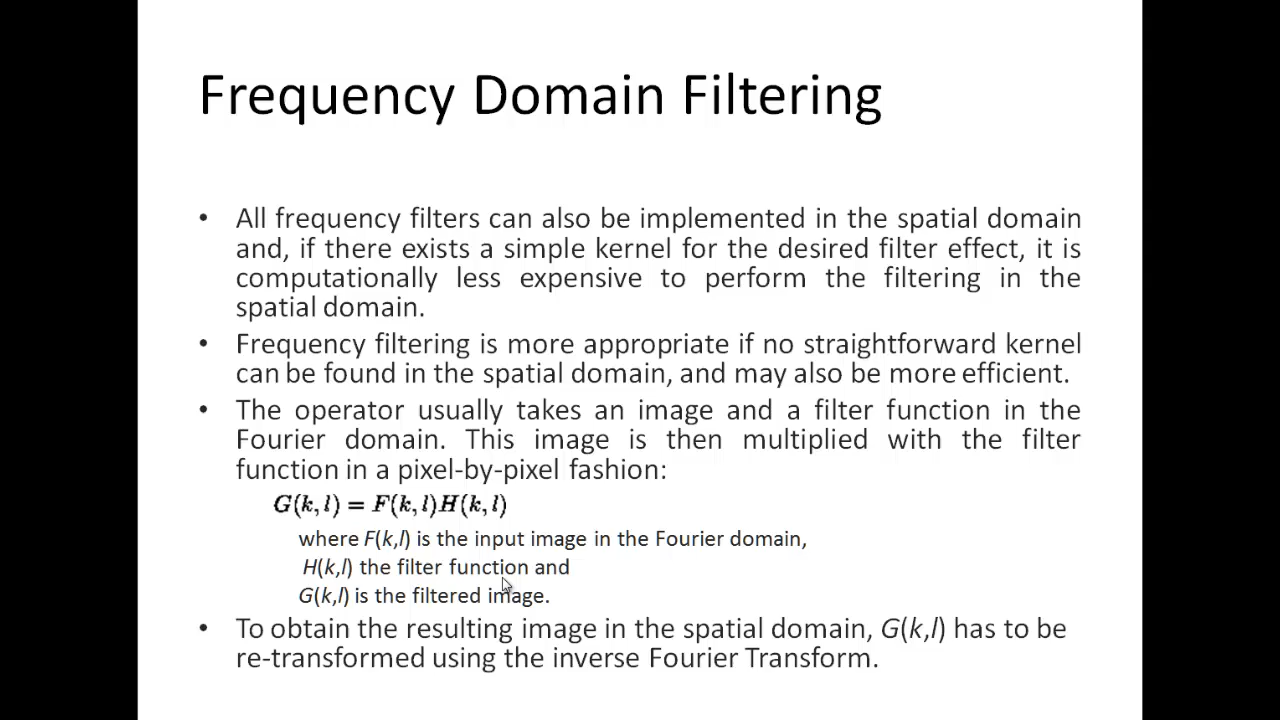 Frequency Domain Filtering
• All frequency filters can also be implemented in the spatial domain
and, if there exists a simple kernel for the desired filter effect, it is
computationally less expensive to perform the filtering in the
spatial domain.
• Frequency filtering is more appropriate if no straightforward kernel
can be found in the spatial domain, and may also be more efficient.
• The operator usually takes an image and a filter function in the
Fourier domain. This image is then multiplied with the filter
function in a pixel-by-pixel fashion:
G(k,l) = F(k,l)H(k,l)
where F(k,l) is the input image in the Fourier domain,
H(k,l) the filter function and
G(k,l) is the filtered image.
• To obtain the resulting image in the spatial domain, G(k,l) has to be
re-transformed using the inverse Fourier Transform.